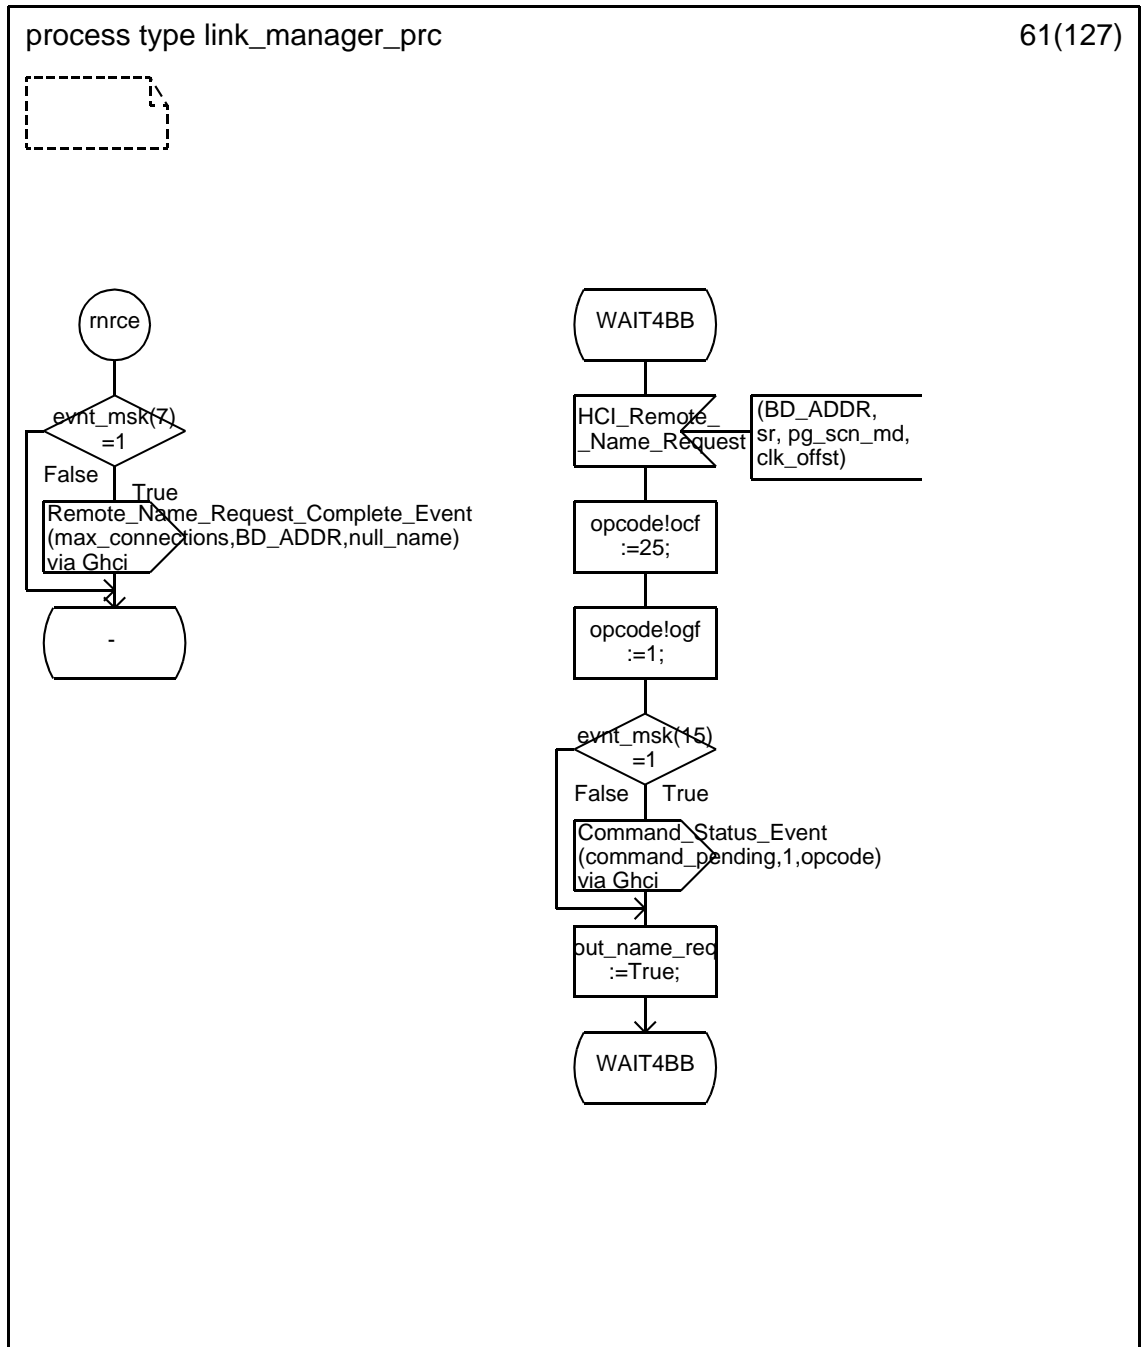 process type link_manager_prc
61(127)
rnrce
evnt_msk(7)
=1
False
True
Remote_Name_Request_Complete_Event
(max_connections,BD_ADDR,null_name)
via Ghci
-
WAIT4BB
HCI_Remote_
_Name_Request
(BD_ADDR,
sr, pg_scn_md,
clk_offst)
opcode!ocf
:=25;
opcode!ogf
:=1;
evnt_msk(15)
=1
False
True
Command_Status_Event
(command_pending,1,opcode)
via Ghci
out_name_req
:=True;
WAIT4BB